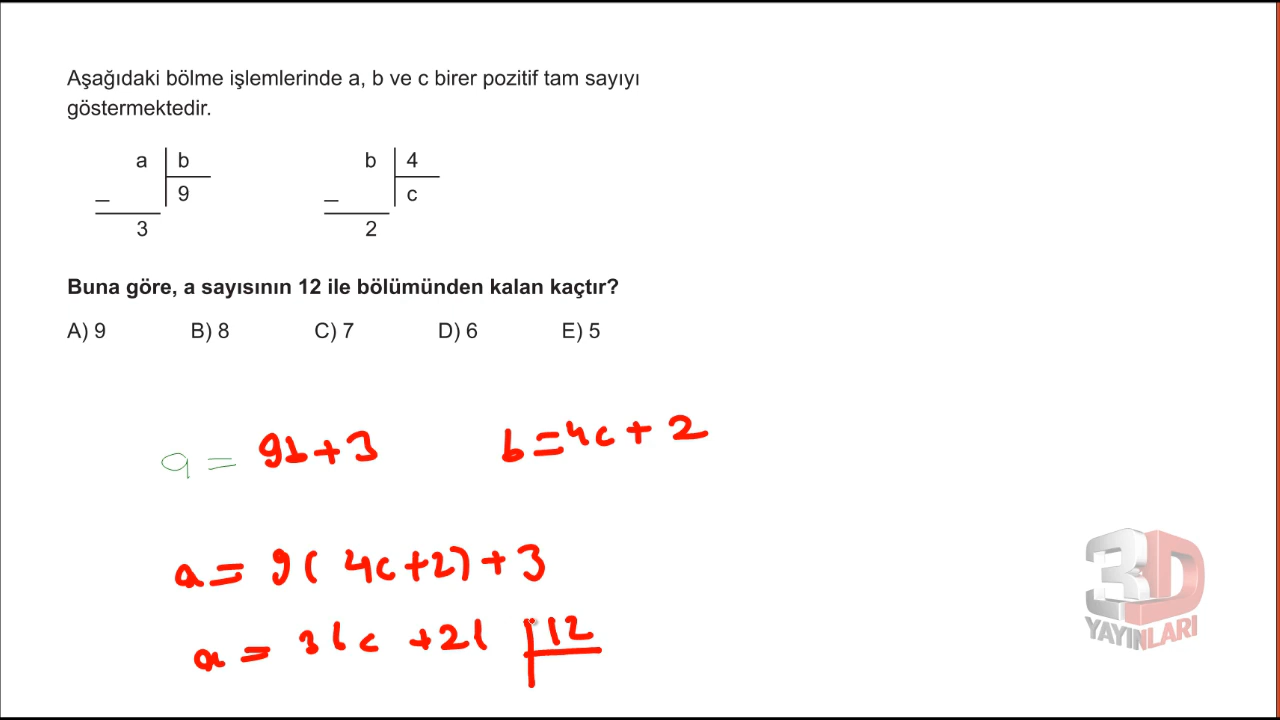 Aşağıdaki bölme işlemlerinde a, b ve c birer pozitif tam sayıyı
göstermektedir.
a b b 4
9 c
3 2
Buna göre, a sayısının 12 ile bölümünden kalan kaçtır?
A) 9 B) 8 C) 7 D) 6 E) 5
a = 9b + 3 b = 4c + 2
a = 9( 4c + 2) + 3
a = 36c + 21 12
3D
YAYINLARI